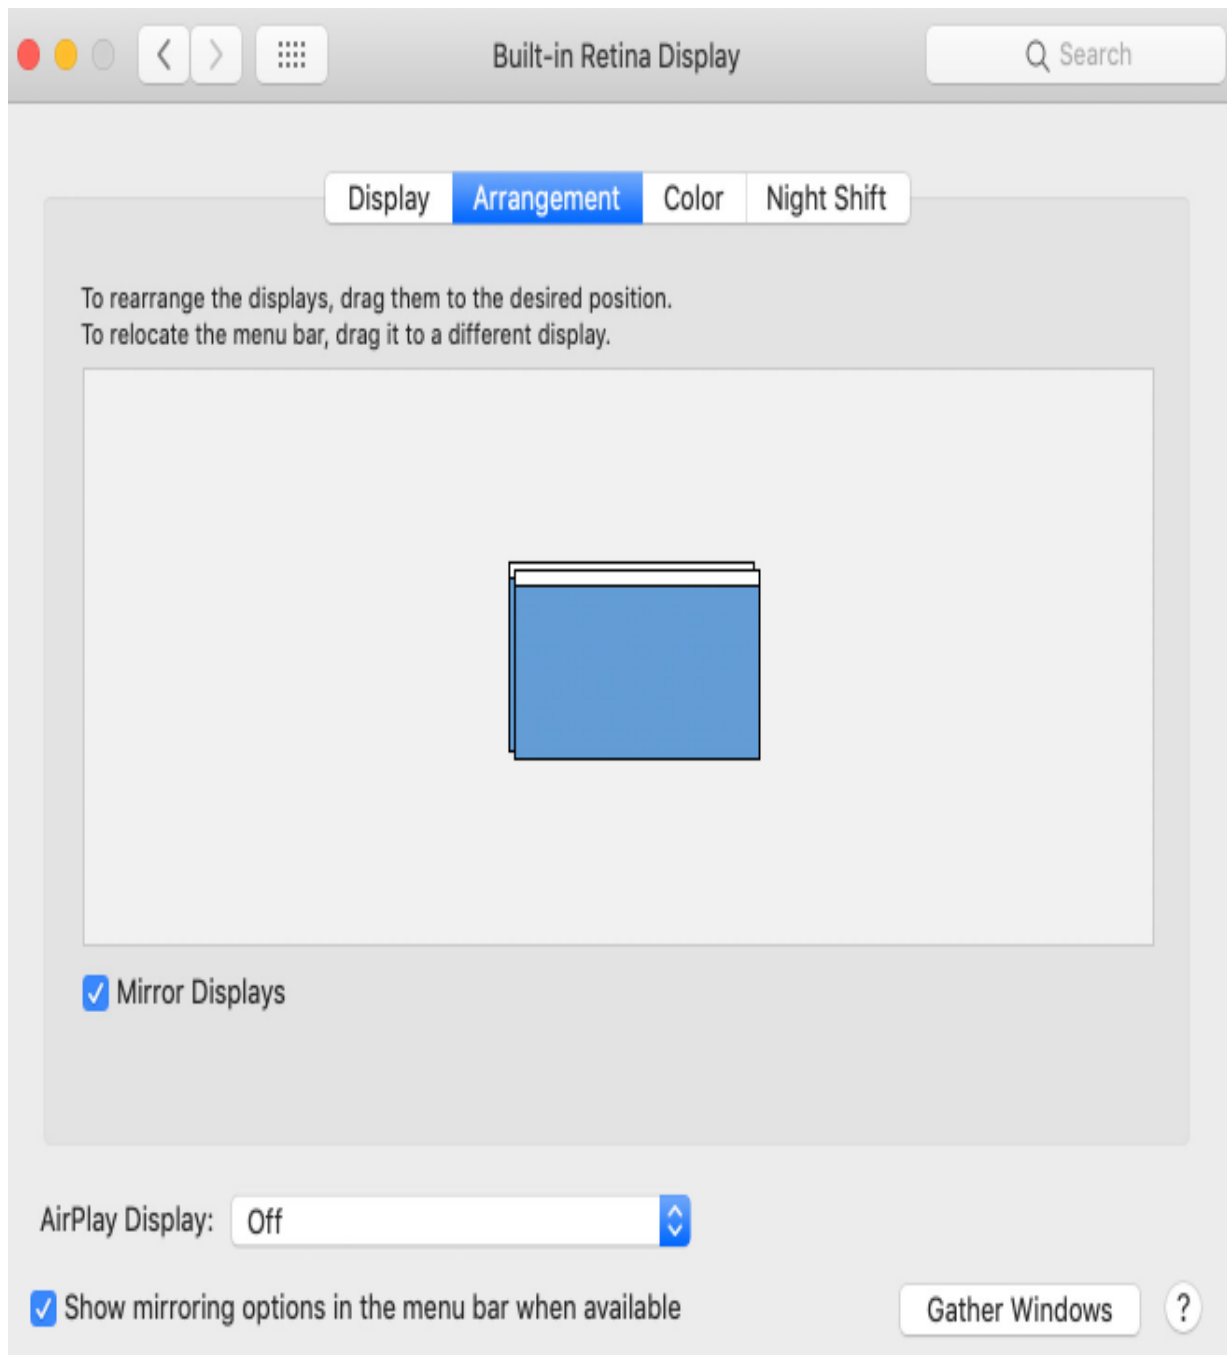 Built-in Retina Display
Search
Display Arrangement Color Night Shift
To rearrange the displays, drag them to the desired position.
To relocate the menu bar, drag it to a different display.
Mirror Displays
AirPlay Display: Off
Show mirroring options in the menu bar when available
Gather Windows ?